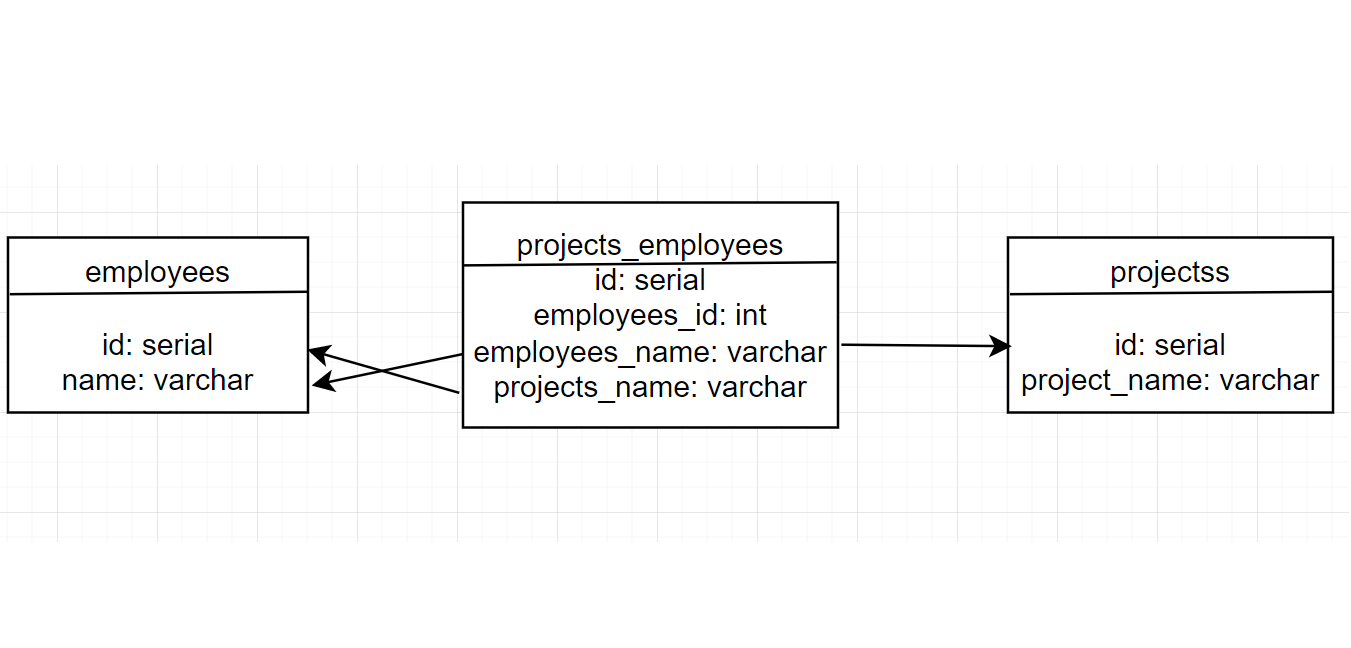 employees
id: serial
name: varchar
projects_employees
id: serial
employees_id: int
employees_name: varchar
projects_name: varchar
projectss
id: serial
project_name: varchar